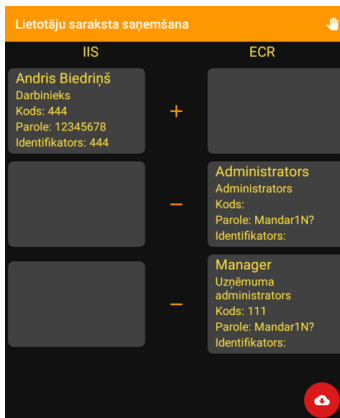 Lietotāju saraksta saņemšana
IIS
ECR
Andris Biedriņš
Darbinieks
Kods: 444
Parole: 12345678
Identifikators: 444
+
−
Administrators
Administrators
Kods:
Parole: Mandar1N?
Identifikators:
−
Manager
Uzņēmuma
administrators
Kods: 111
Parole: Mandar1N?
Identifikators: